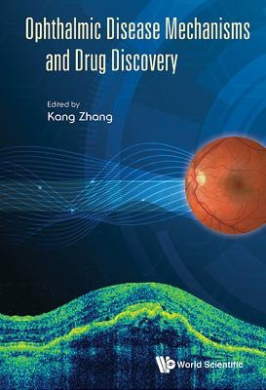 Ophthalmic Disease Mechanisms
and Drug Discovery
Edited by
Kang Zhang
World Scientific